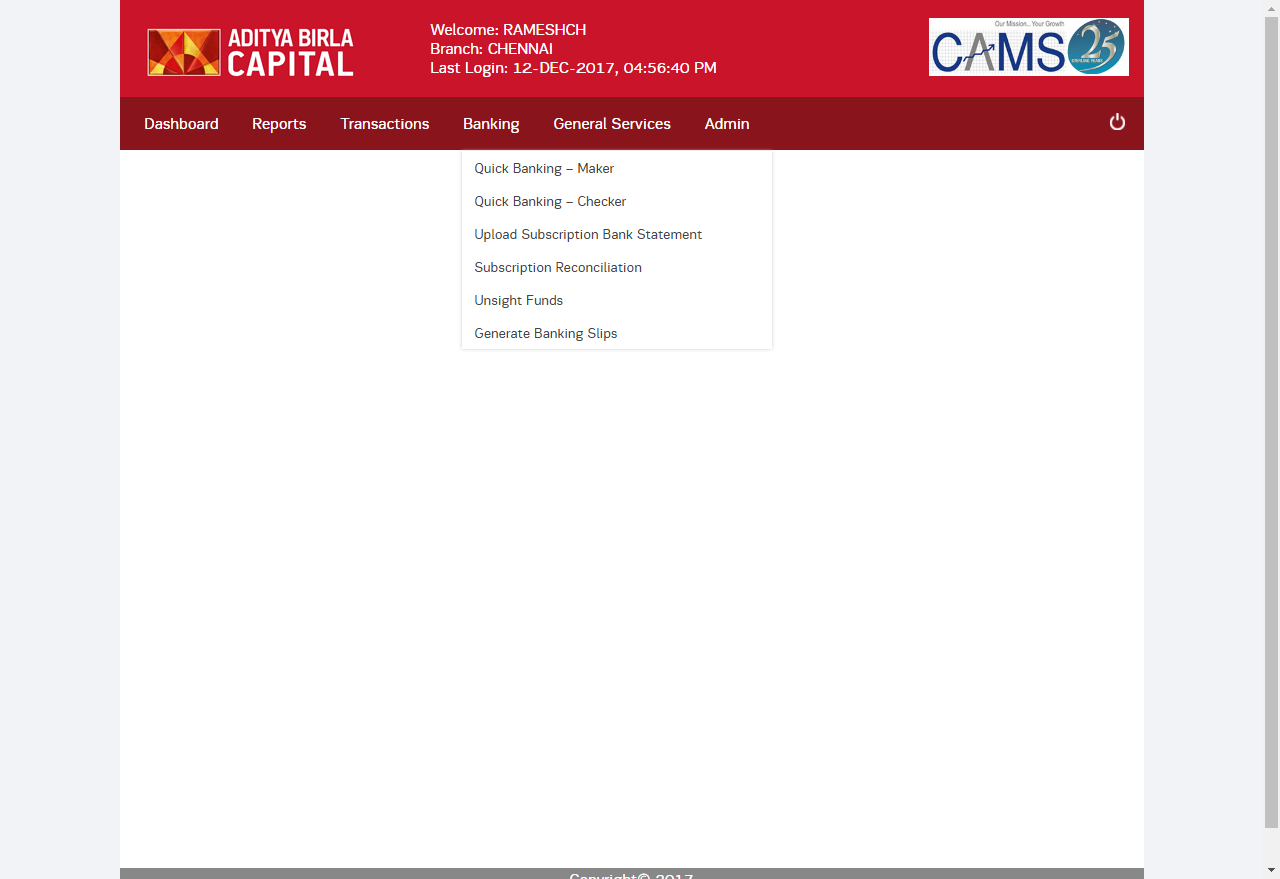 ADITYA BIRLA
CAPITAL
Welcome: RAMESHCH
Branch: CHENNAI
Last Login: 12-DEC-2017, 04:56:40 PM
Our Mission... Your Growth
CAMS 25
STERLING YEARS
Dashboard Reports Transactions Banking General Services Admin
Quick Banking – Maker
Quick Banking – Checker
Upload Subscription Bank Statement
Subscription Reconciliation
Unsight Funds
Generate Banking Slips
Copyright© 2017